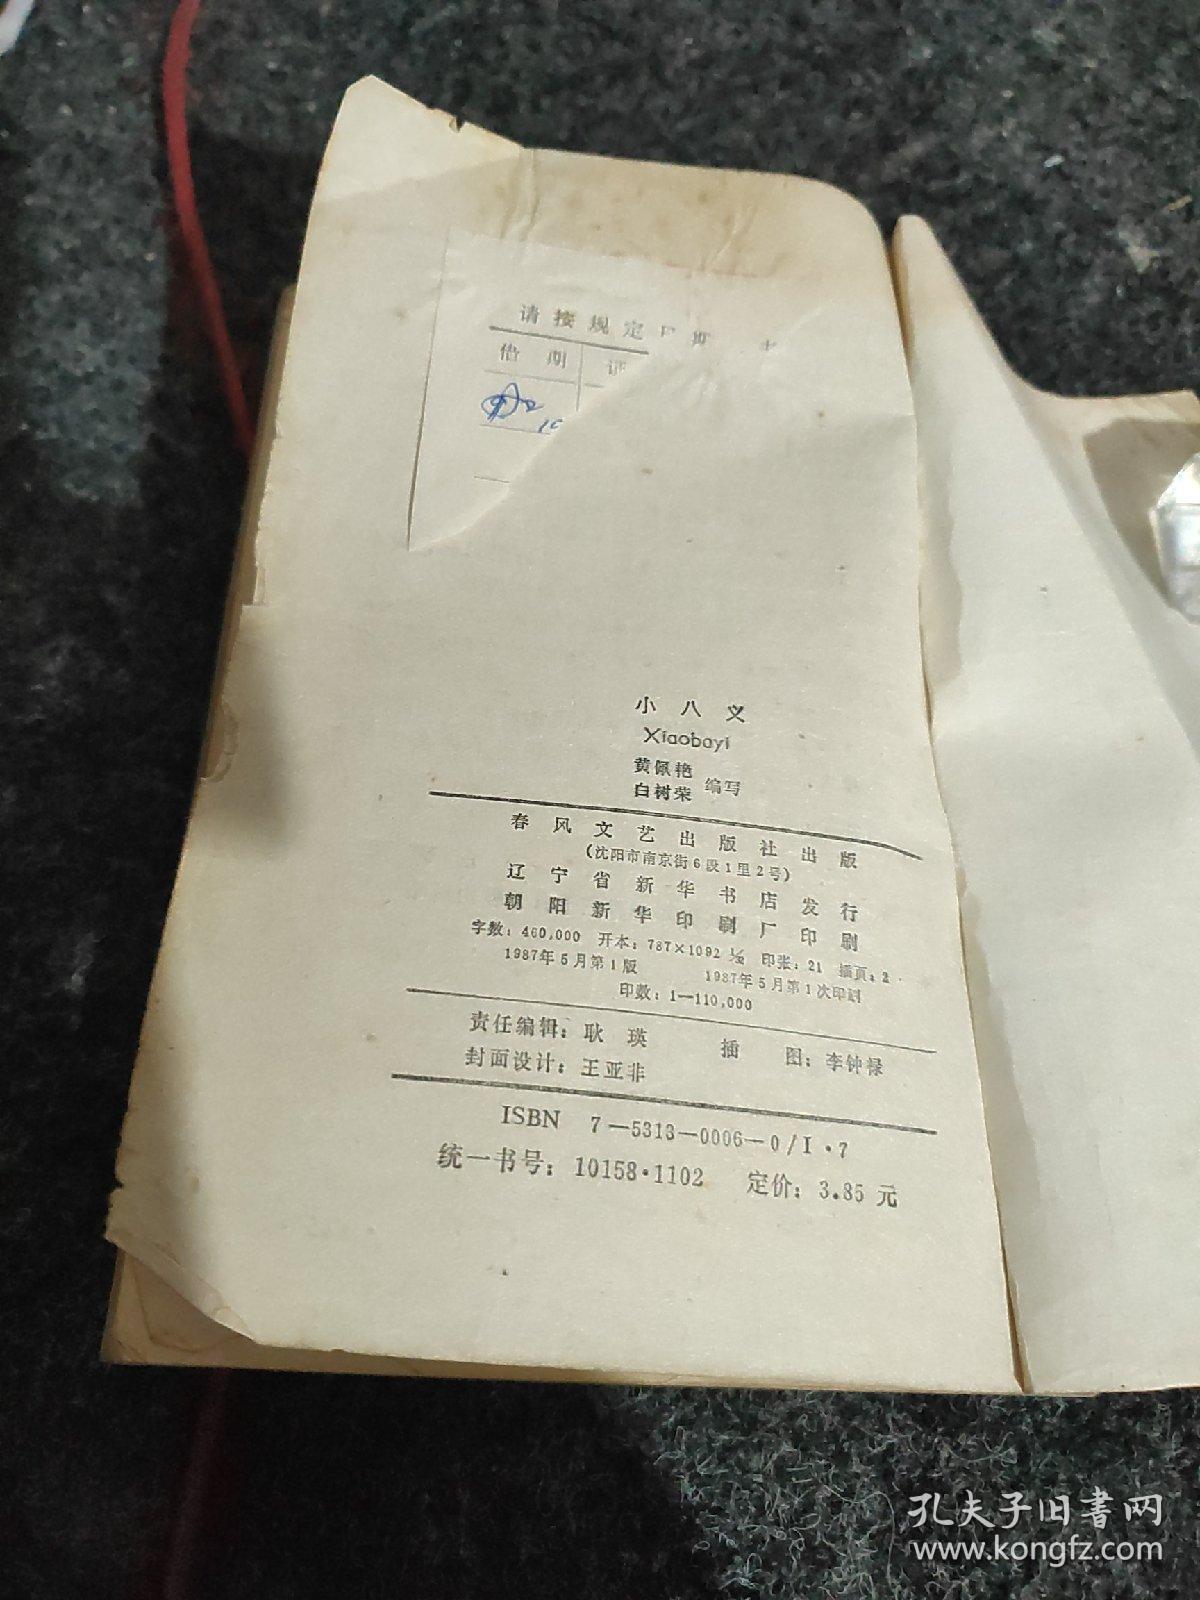 请按规定日期
借期 证
小八义
Xiaobayi
黄佩艳
白树荣 编写
春风文艺出版社出版
(沈阳市南京街6段1里2号)
辽宁省新华书店发行
朝阳新华印刷厂印刷
字数：460,000 开本：787×1092 1/32 印张：21 插页：2
1987年5月第1版 1987年5月第1次印刷
印数：1—110,000
责任编辑：耿瑛 插图：李钟禄
封面设计：王亚非
ISBN 7—5313—0006—0/I·7
统一书号：10158·1102 定价：3.85元
孔夫子旧書网
www.kongfz.com